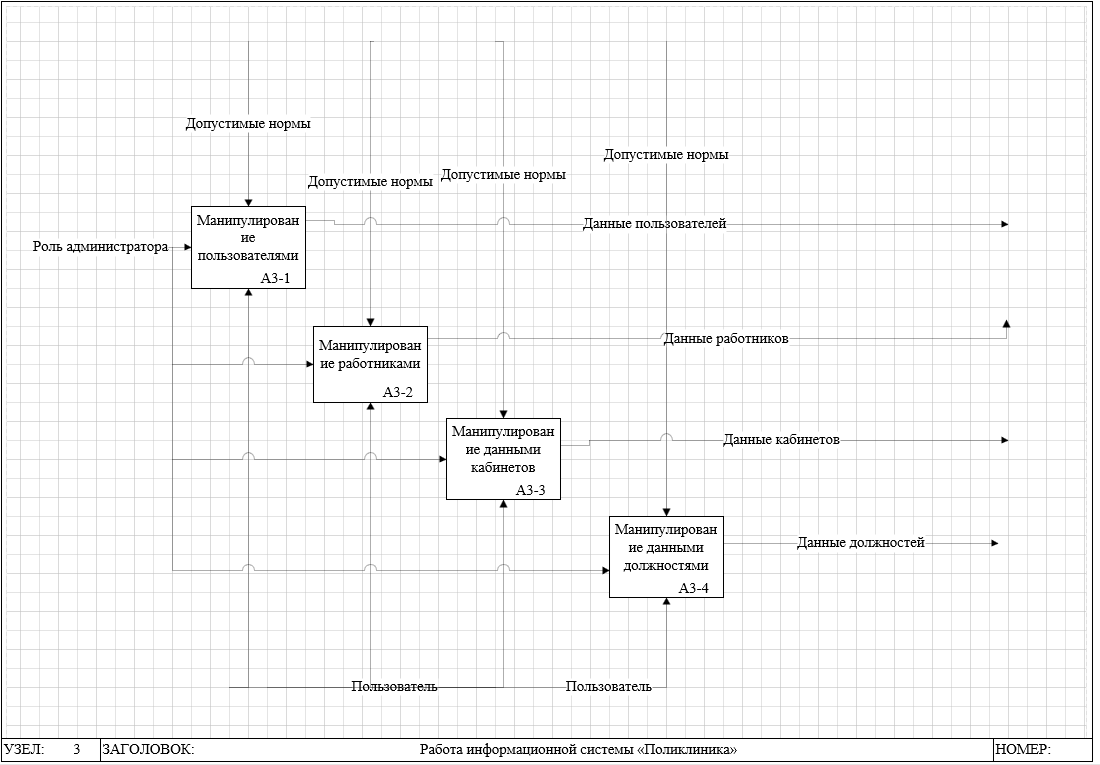 Допустимые нормы
Допустимые нормы
Допустимые нормы
Допустимые нормы
Манипулирован
ие
пользователями
А3-1
Данные пользователей
Роль администратора
Манипулирован
ие работниками
А3-2
Данные работников
Манипулирован
ие данными
кабинетов
А3-3
Данные кабинетов
Манипулирован
ие данными
должностями
А3-4
Данные должностей
Пользователь
Пользователь
УЗЕЛ: 3
ЗАГОЛОВОК:
Работа информационной системы «Поликлиника»
НОМЕР: